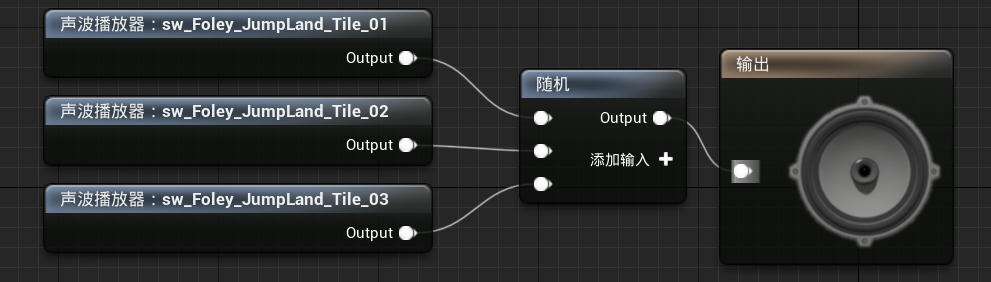 声波播放器：sw_Foley_JumpLand_Tile_01
Output
声波播放器：sw_Foley_JumpLand_Tile_02
Output
声波播放器：sw_Foley_JumpLand_Tile_03
Output
随机
Output
添加输入
输出